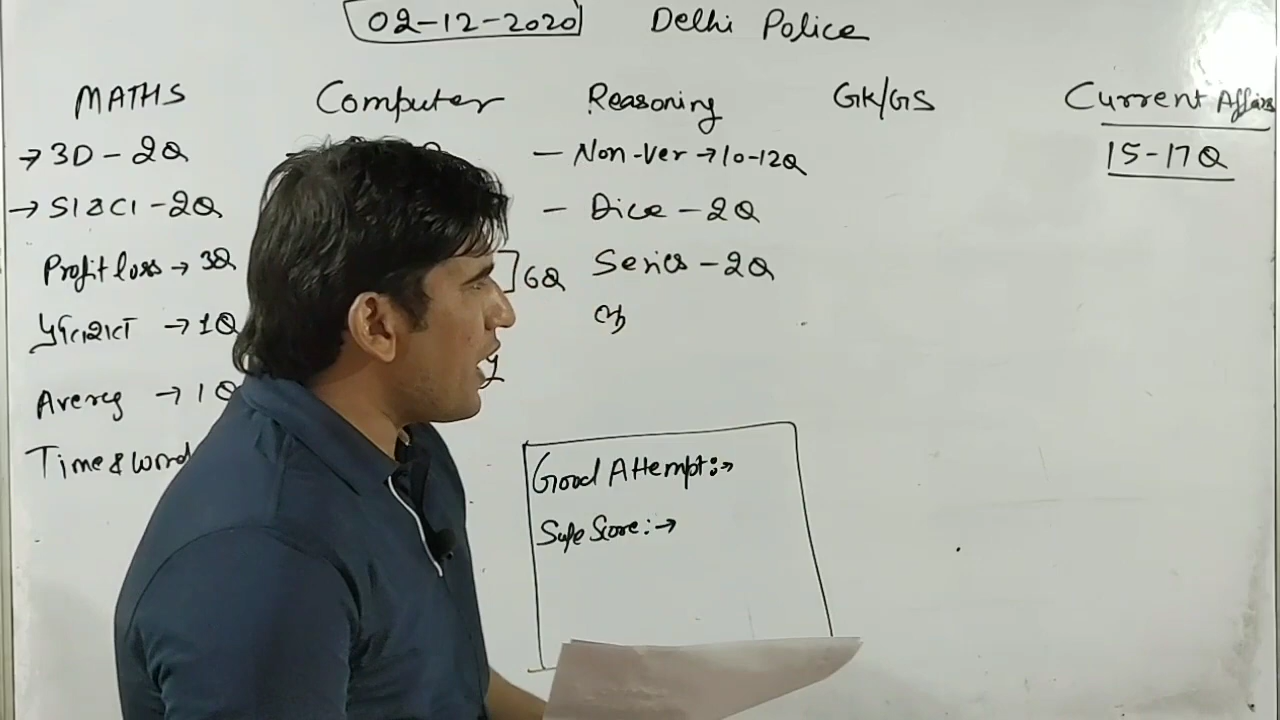 02-12-2020 Delhi Police
MATHS Computer Reasoning GK/GS Current Affairs
→ 3D - 2Q
→ SI & CI - 2Q
Profit loss → 3Q
प्रतिशत → 1Q
Averg → 1Q
Time & word
6Q
- Non-Ver → 10-12Q
- Dice - 2Q
Series - 2Q
15-17Q
Good Attempt :→
Safe Score :→